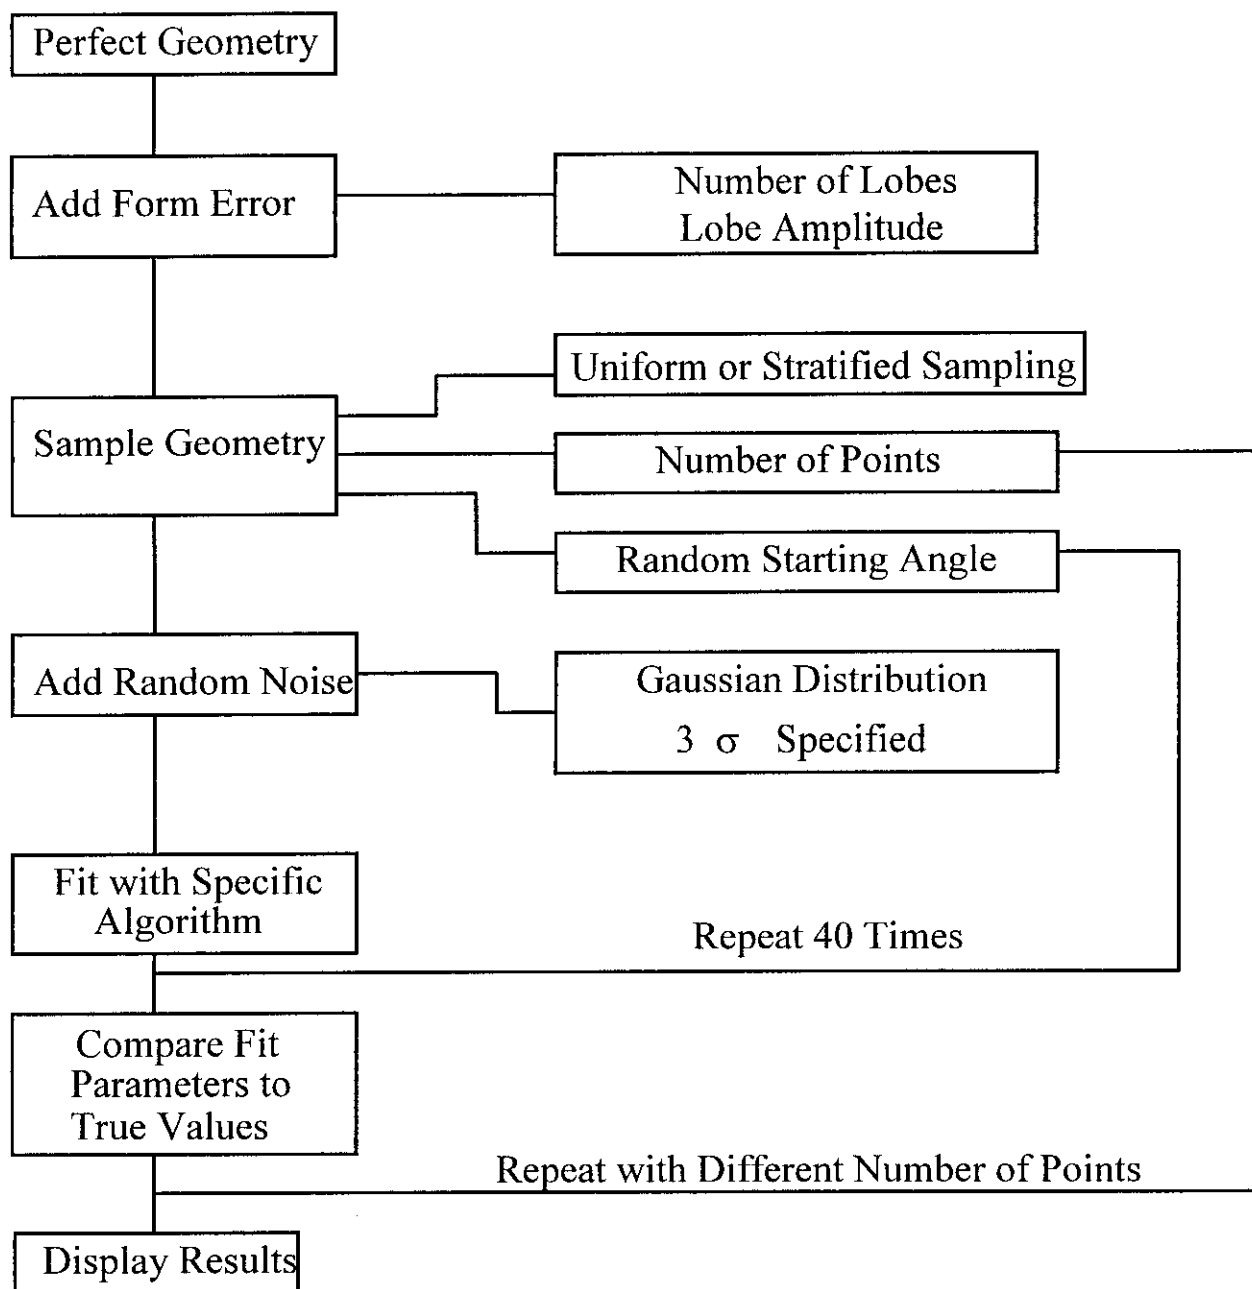 Perfect Geometry
Add Form Error
Number of Lobes
Lobe Amplitude
Uniform or Stratified Sampling
Sample Geometry
Number of Points
Random Starting Angle
Add Random Noise
Gaussian Distribution
3 σ Specified
Fit with Specific
Algorithm
Repeat 40 Times
Compare Fit
Parameters to
True Values
Repeat with Different Number of Points
Display Results